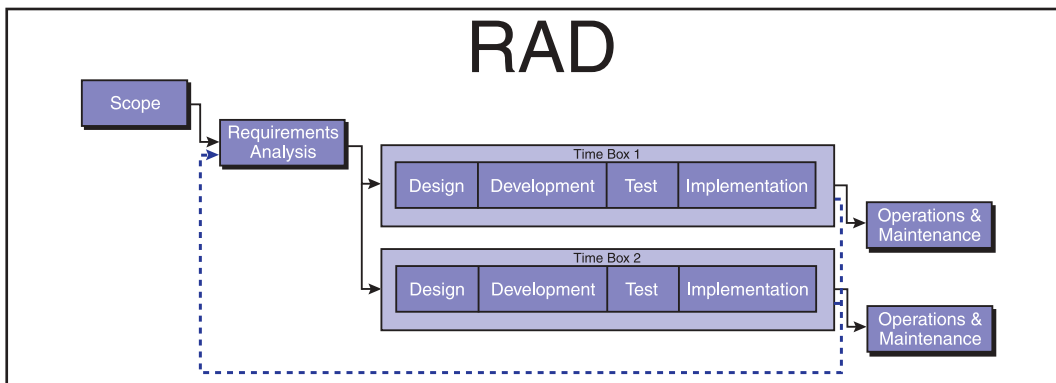 RAD
Scope
Requirements
Analysis
Time Box 1
Design
Development
Test
Implementation
Operations &
Maintenance
Time Box 2
Design
Development
Test
Implementation
Operations &
Maintenance